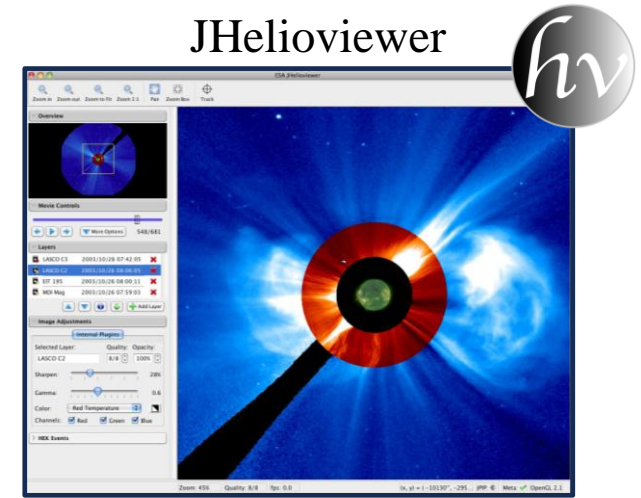 JHelioviewer
hv
ESA JHelioviewer
Zoom in Zoom out Zoom to Fit Zoom 1:1 Pan Zoom Box Track
Overview
Movie Controls
More Options 548/681
Layers
LASCO C3 2003/10/26 07:42:05
LASCO C2 2003/10/26 08:06:05
EIT 195 2003/10/26 08:00:11
MDI Mag 2003/10/26 07:59:03
Add Layer
Image Adjustments
Internal Plugins
Selected Layer: Quality: Opacity:
LASCO C2 8/8 100%
Sharpen: 28%
Gamma: 0.6
Color: Red Temperature
Channels: Red Green Blue
HEK Events
Zoom: 45% Quality: 8/8 fps: 0.0 (x, y) = ( -10130", -295... JPIP: Meta: OpenGL 2.1